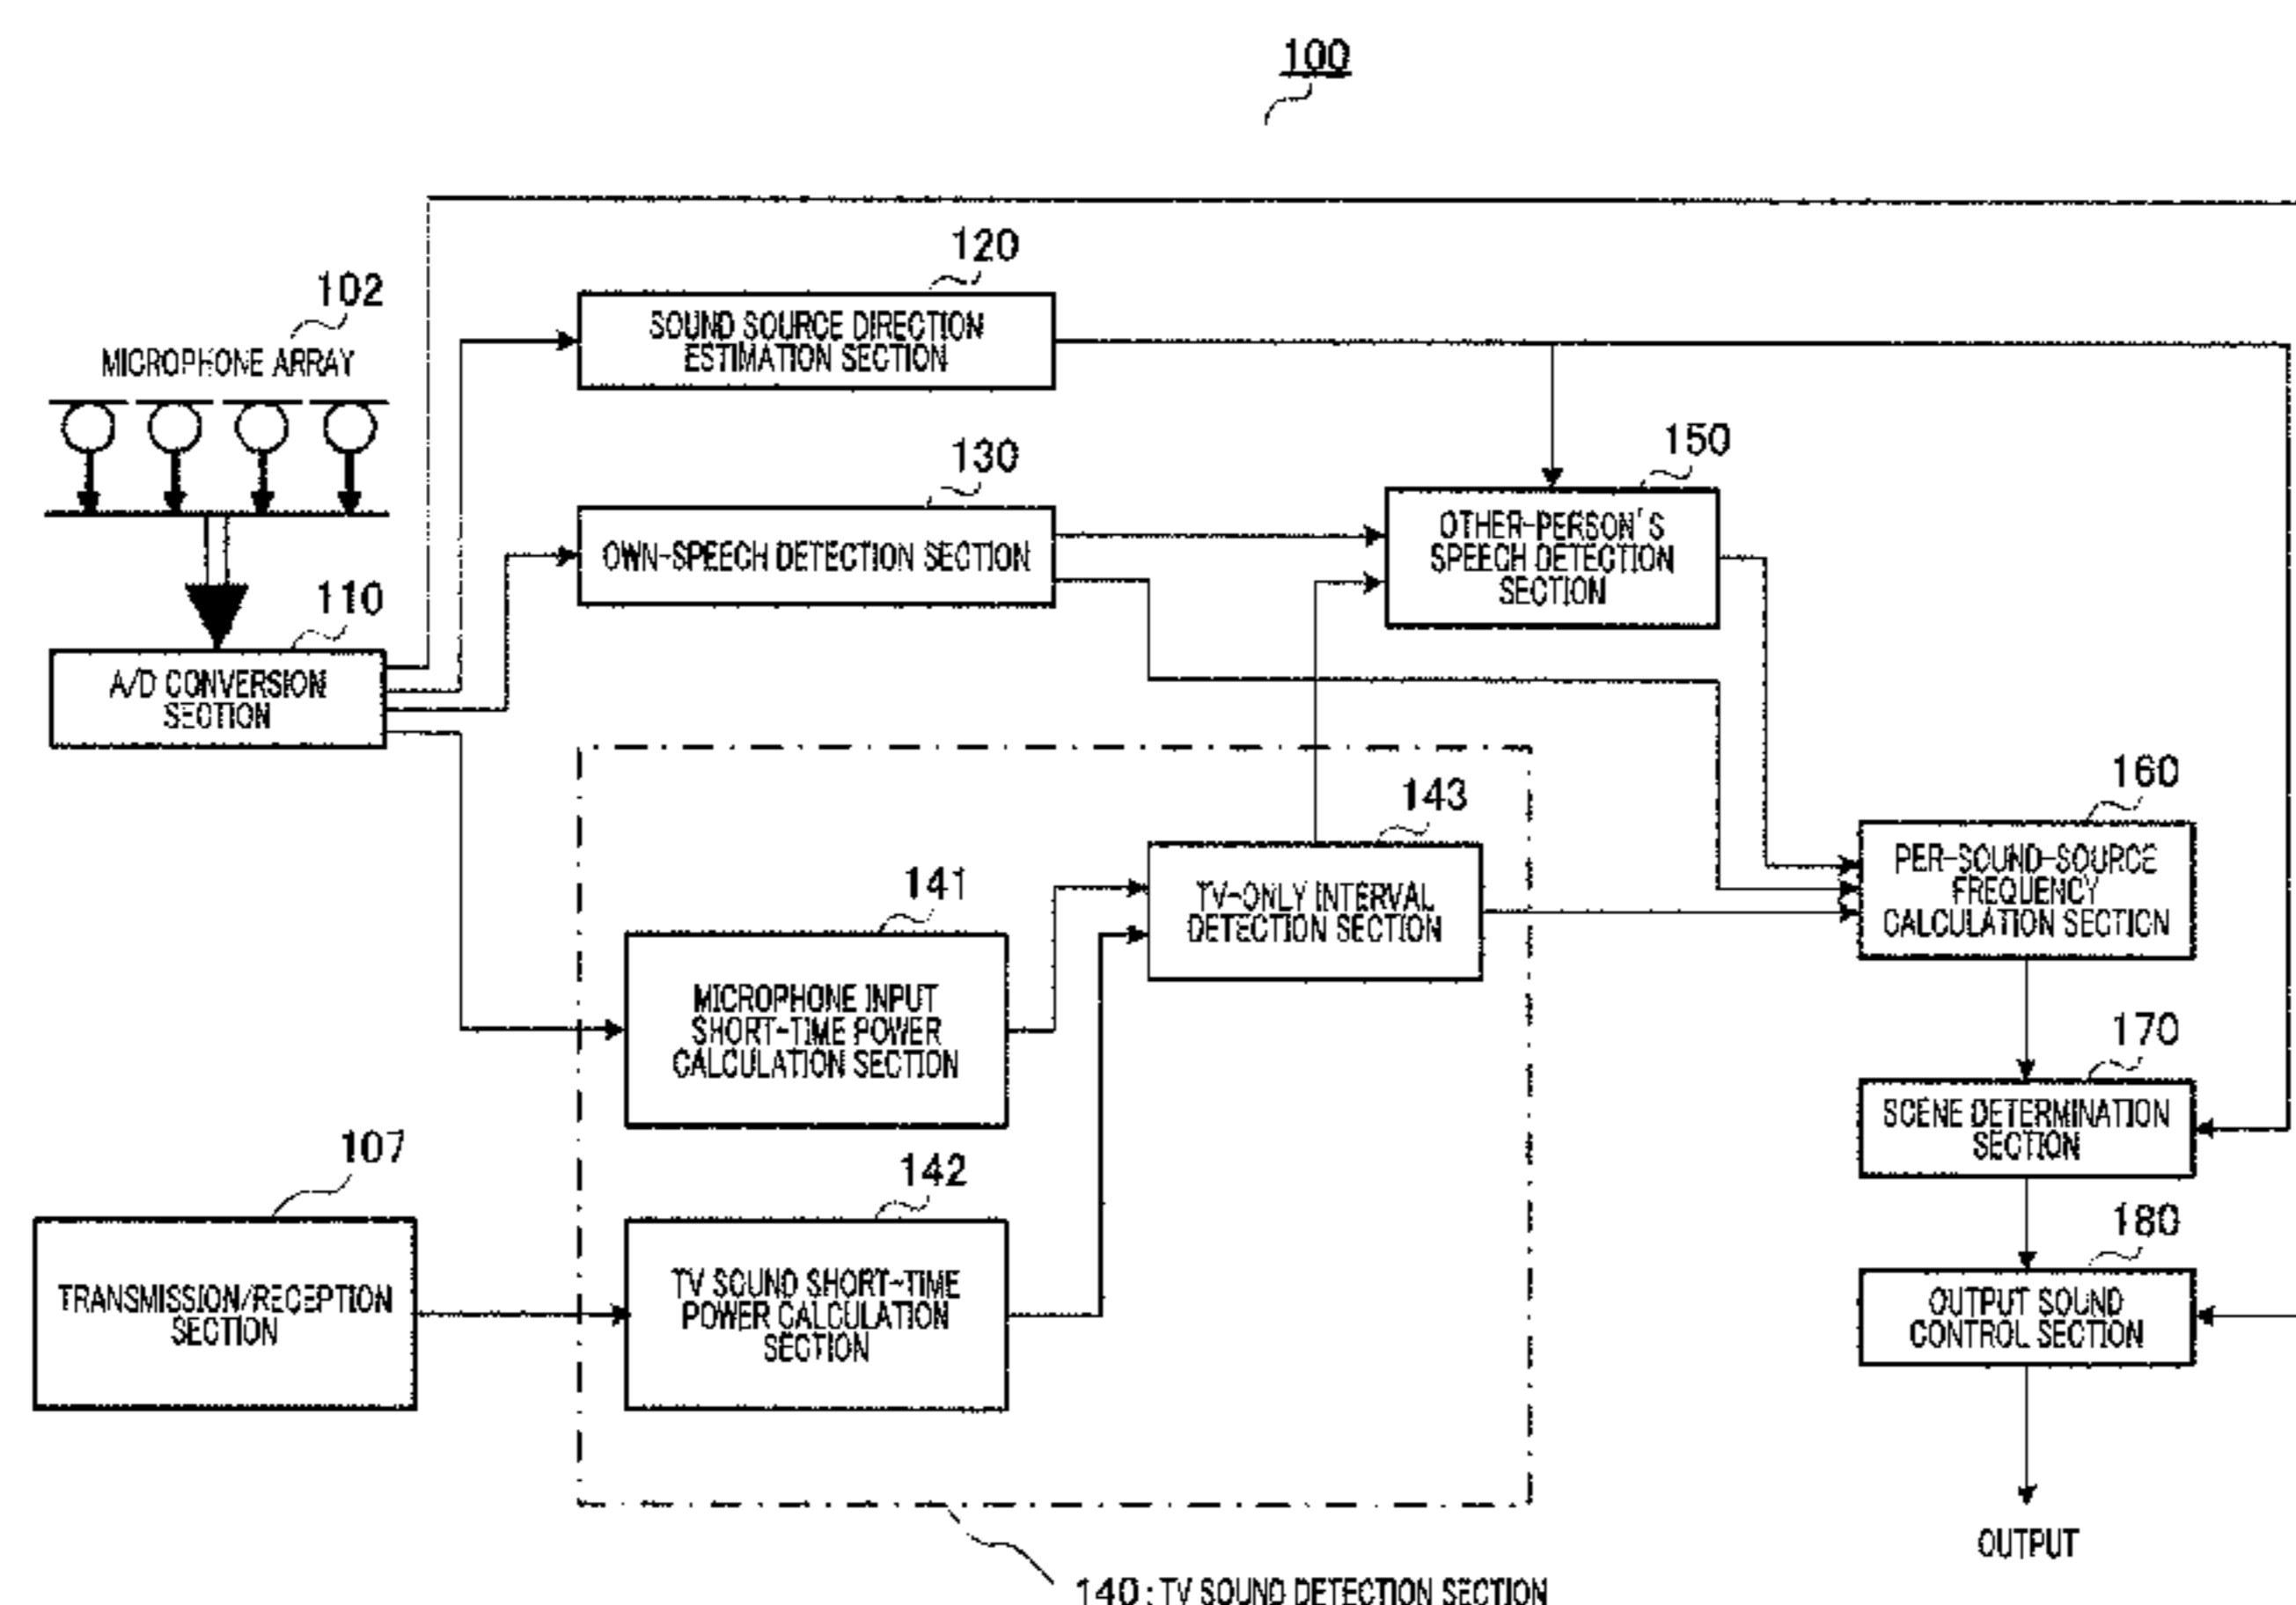 100
120
102
SOUND SOURCE DIRECTION
ESTIMATION SECTION
MICROPHONE ARRAY
130
150
OWN-SPEECH DETECTION SECTION
OTHER-PERSON'S
SPEECH DETECTION
SECTION
110
A/D CONVERSION
SECTION
143
160
TV-ONLY INTERVAL
DETECTION SECTION
PER-SOUND-SOURCE
FREQUENCY
CALCULATION SECTION
141
MICROPHONE INPUT
SHORT-TIME POWER
CALCULATION SECTION
170
SCENE DETERMINATION
SECTION
107
142
TRANSMISSION/RECEPTION
SECTION
TV SOUND SHORT-TIME
POWER CALCULATION
SECTION
180
OUTPUT SOUND
CONTROL SECTION
OUTPUT
140 : TV SOUND DETECTION SECTION